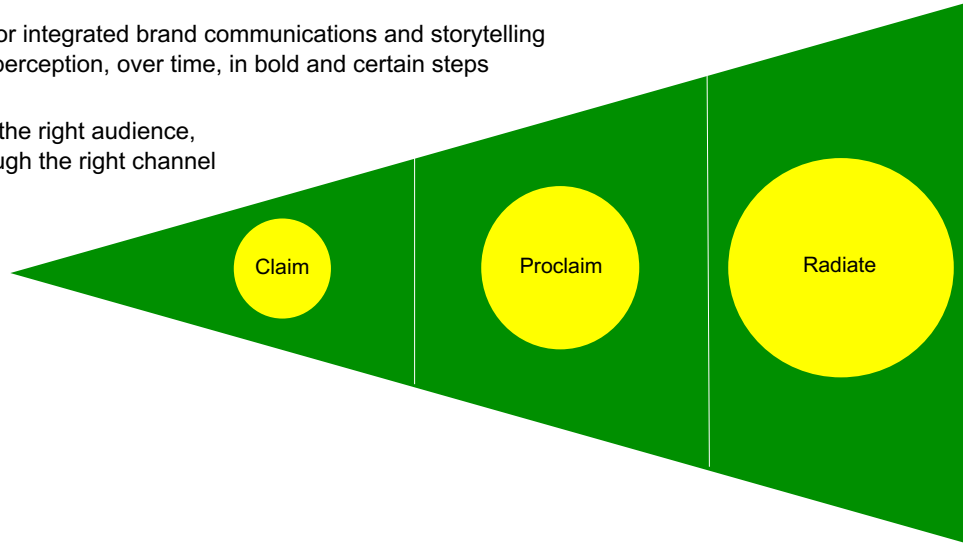 or integrated brand communications and storytelling
perception, over time, in bold and certain steps
the right audience,
ugh the right channel
Claim
Proclaim
Radiate